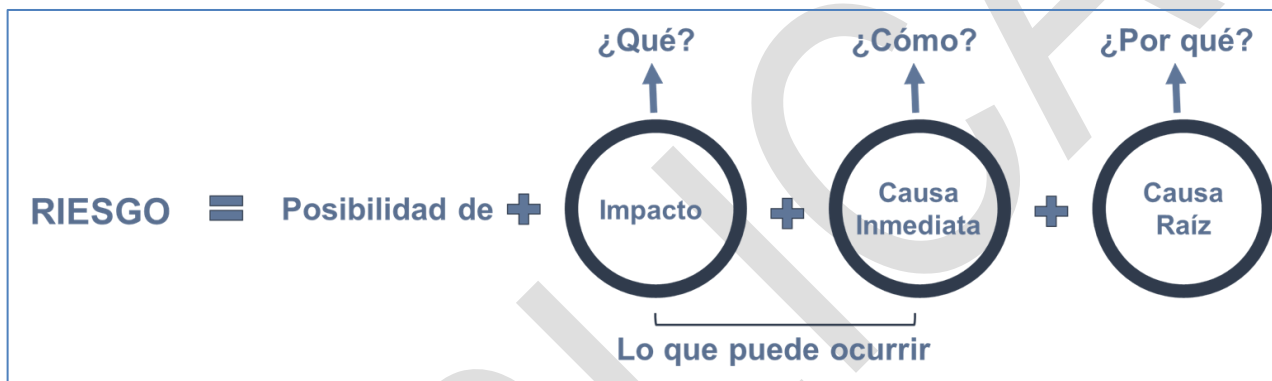 ¿Qué? ¿Cómo? ¿Por qué?
RIESGO = Posibilidad de + Impacto + Causa Inmediata + Causa Raíz
Lo que puede ocurrir